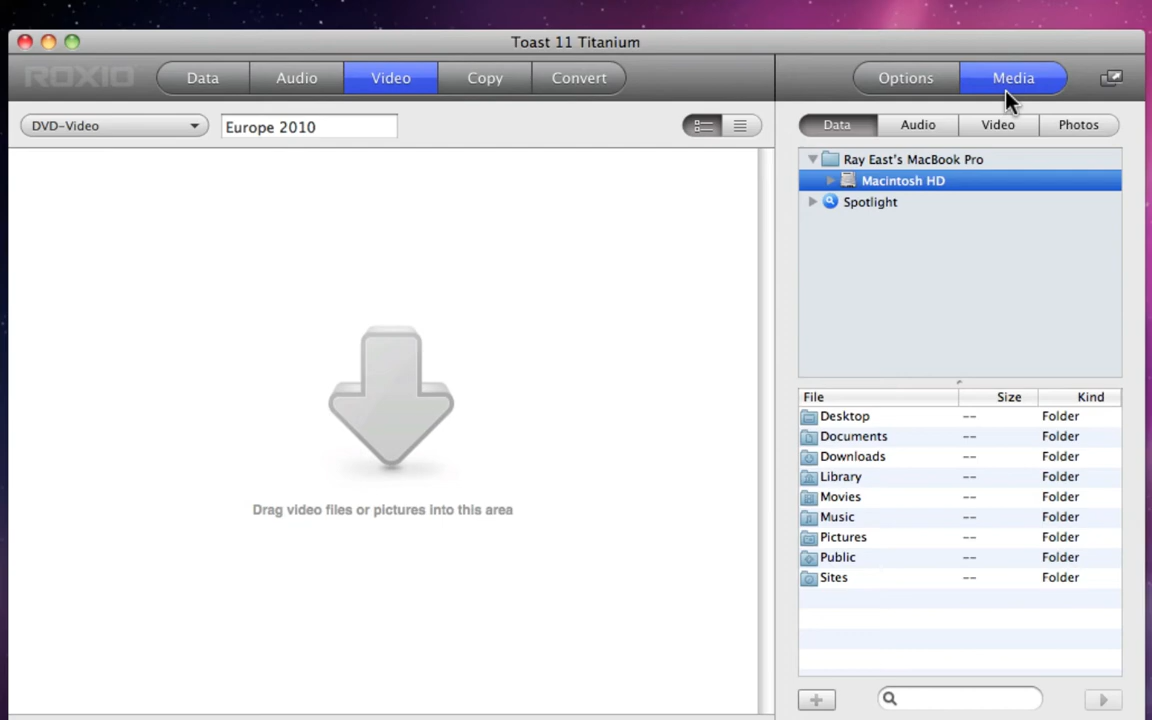 Toast 11 Titanium
ROXIO Data Audio Video Copy Convert Options Media
DVD-Video Europe 2010 Data Audio Video Photos
Ray East's MacBook Pro
Macintosh HD
Spotlight
File Size Kind
Desktop -- Folder
Documents -- Folder
Downloads -- Folder
Library -- Folder
Movies -- Folder
Music -- Folder
Pictures -- Folder
Public -- Folder
Sites -- Folder
Drag video files or pictures into this area